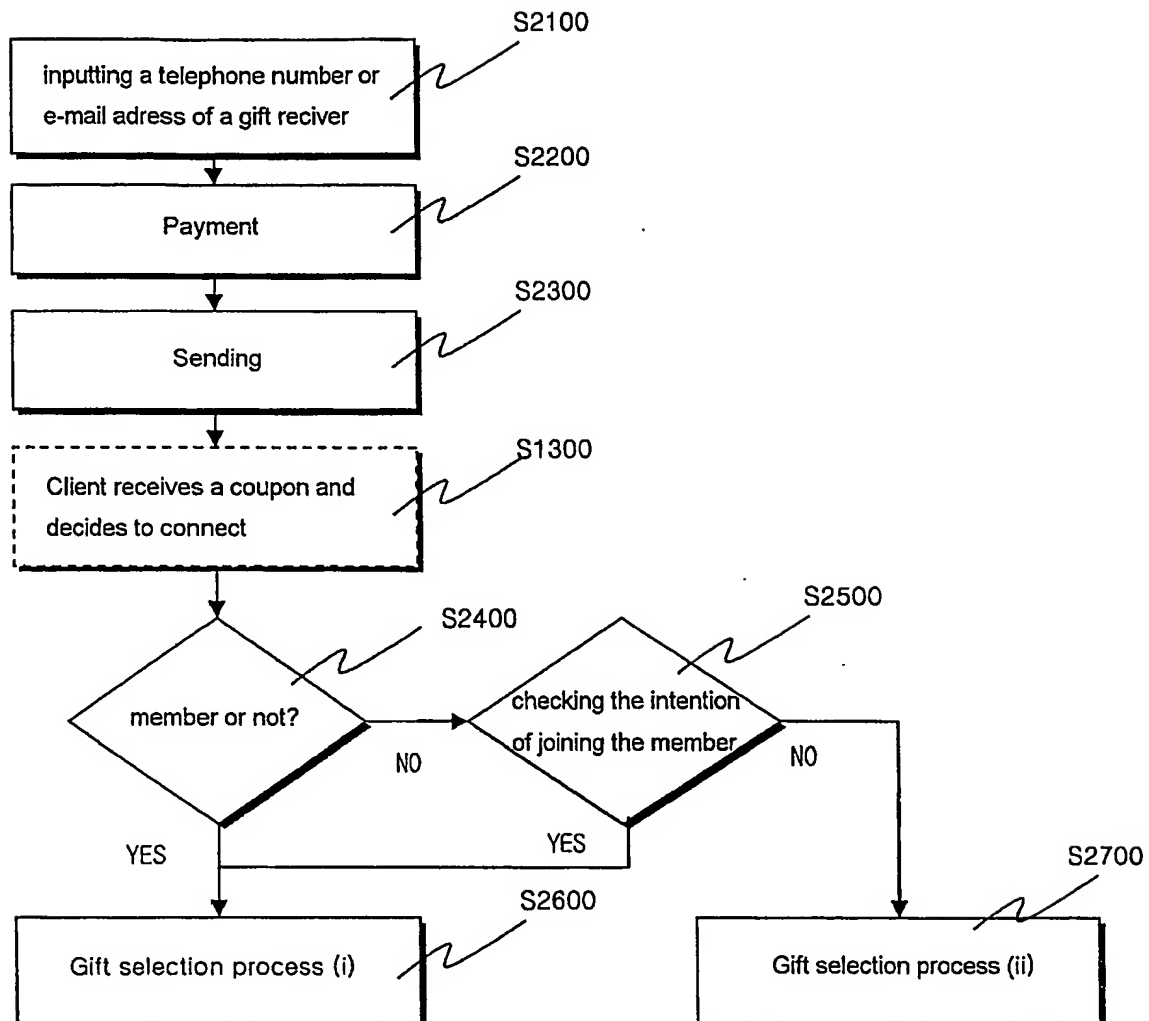 S2100
inputting a telephone number or
e-mail adress of a gift reciver
S2200
Payment
S2300
Sending
S1300
Client receives a coupon and
decides to connect
S2400
member or not?
S2500
checking the intention
of joining the member
NO
NO
YES
YES
S2600
Gift selection process (i)
S2700
Gift selection process (ii)